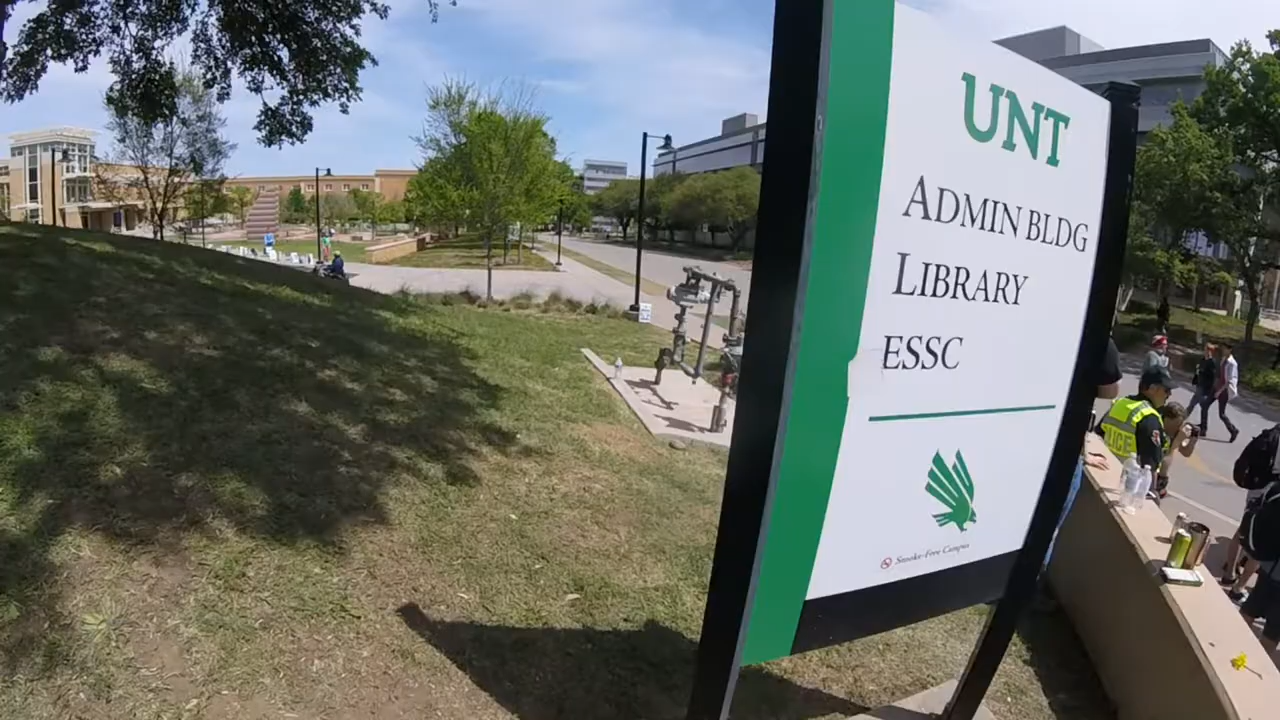 UNT
ADMIN BLDG
LIBRARY
ESSC
Smoke-Free Campus
POLICE